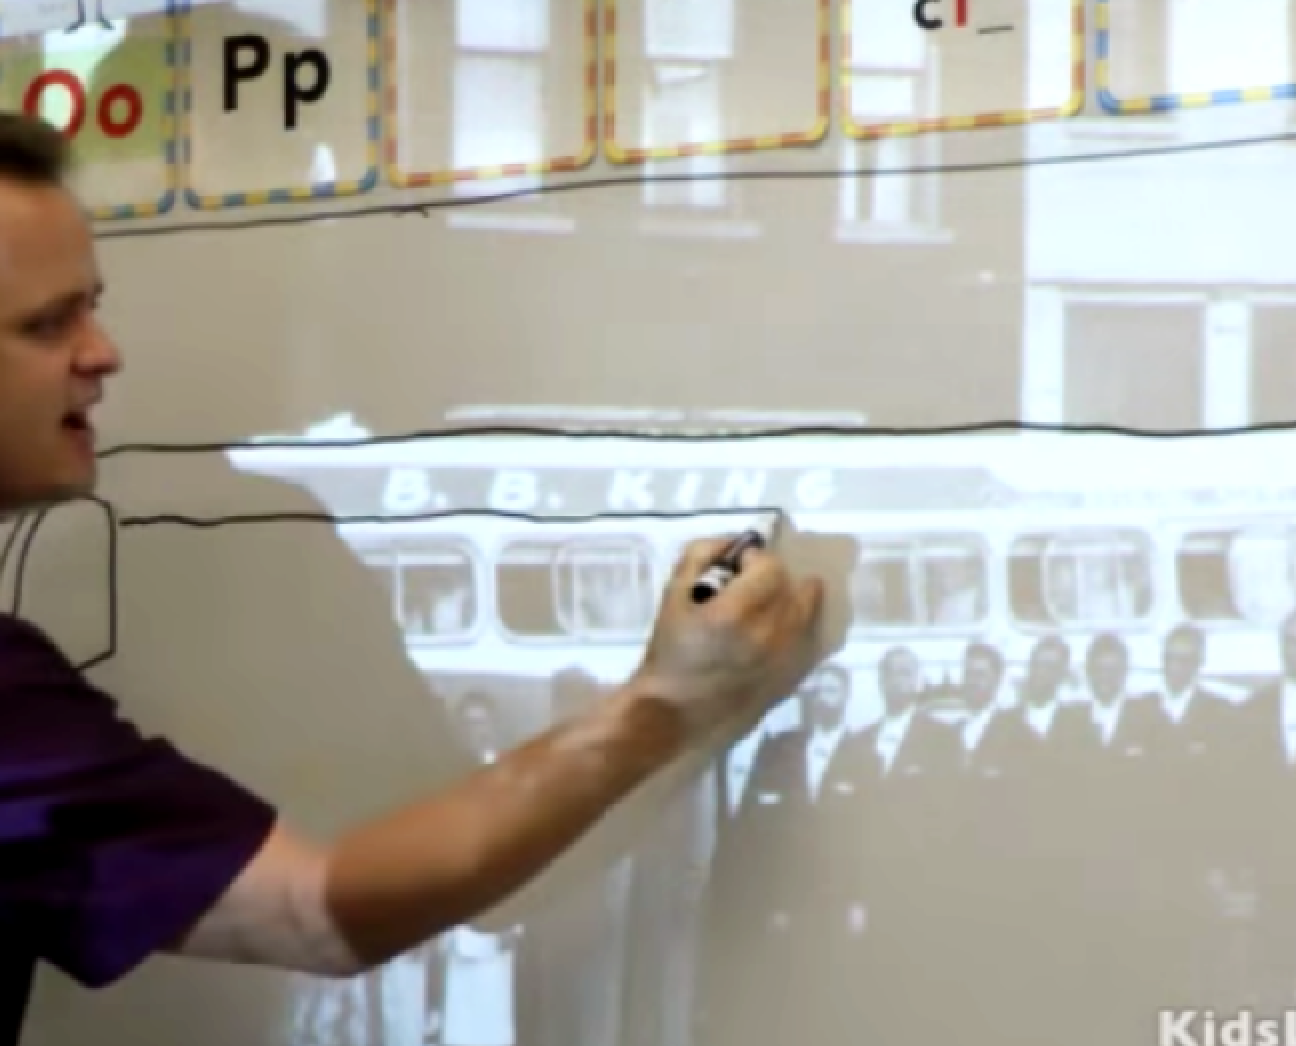 Oo
Pp
cl_
B. B. KING
Kids